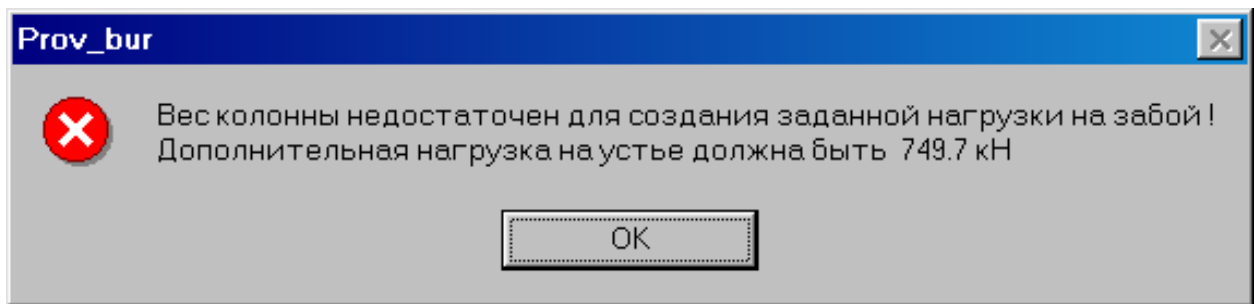 Prov_bur
Вес колонны недостаточен для создания заданной нагрузки на забой !
Дополнительная нагрузка на устье должна быть 749.7 кН
OK